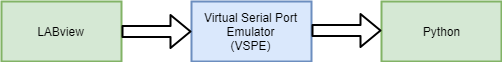 LABview
Virtual Serial Port
Emulator
(VSPE)
Python